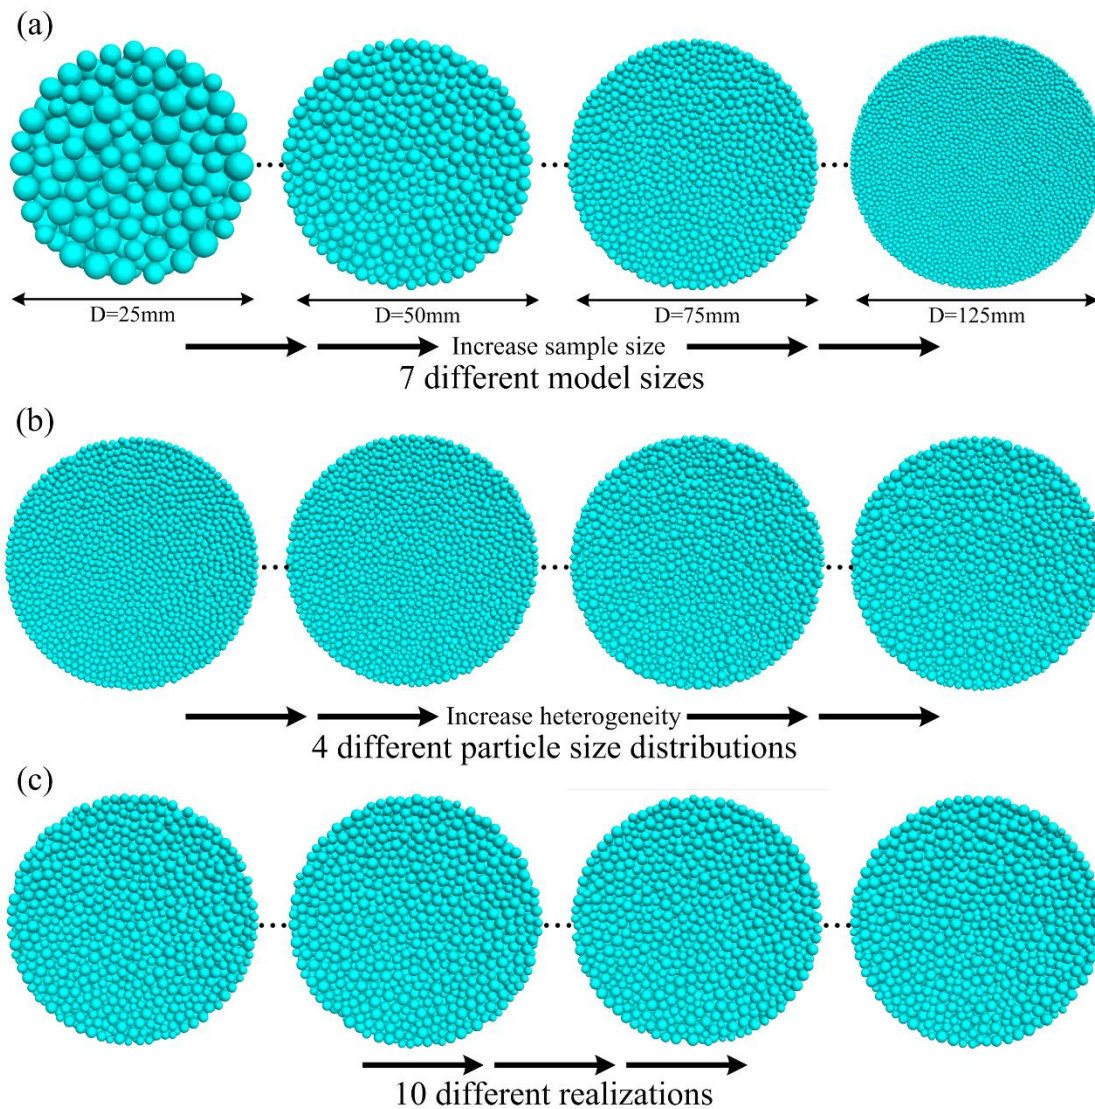 (a)
... ... ...
D=25mm D=50mm D=75mm D=125mm
Increase sample size
7 different model sizes
(b)
... ... ...
Increase heterogeneity
4 different particle size distributions
(c)
... ... ...
10 different realizations